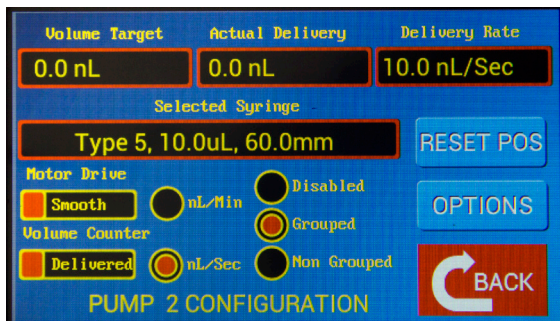 Volume Target Actual Delivery Delivery Rate
0.0 nL 0.0 nL 10.0 nL/Sec
Selected Syringe
Type 5, 10.0uL, 60.0mm RESET POS
Motor Drive
Smooth nL/Min Disabled
OPTIONS
Grouped
Volume Counter
Delivered nL/Sec Non Grouped
BACK
PUMP 2 CONFIGURATION